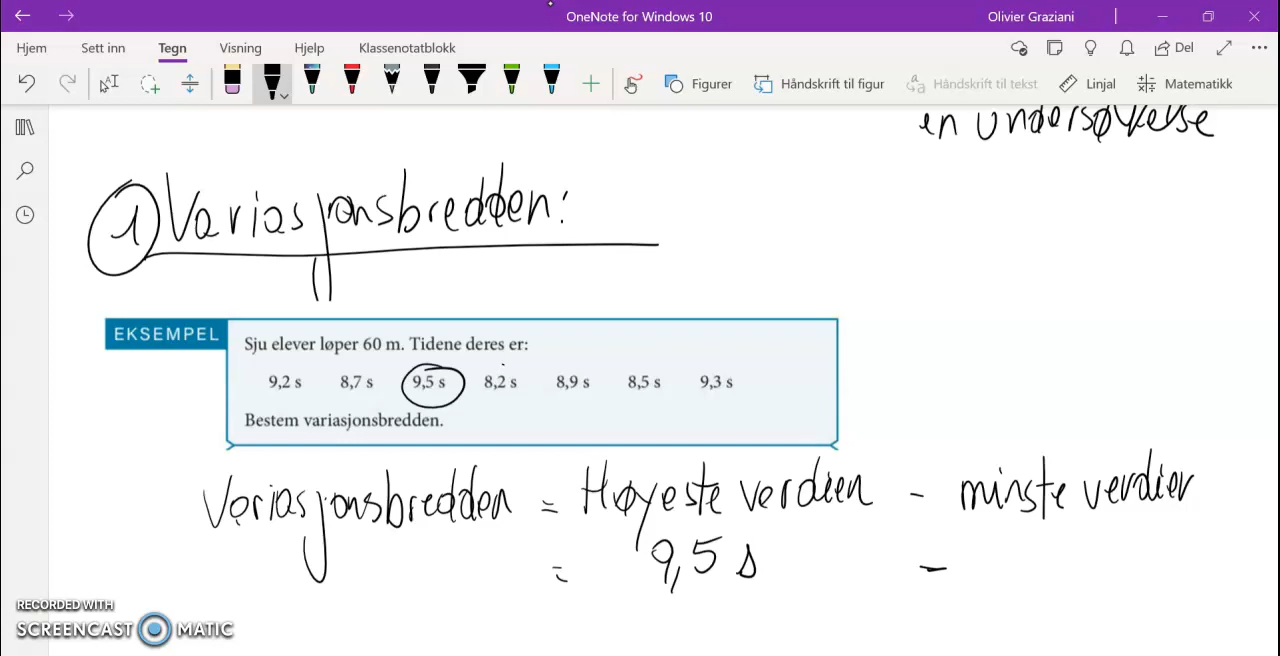 OneNote for Windows 10
Olivier Graziani
Hjem Sett inn Tegn Visning Hjelp Klassenotatblokk Del
Figurer Håndskrift til figur Håndskrift til tekst Linjal Matematikk
en undersøkelse
1) Variasjonsbredden:
EKSEMPEL
Sju elever løper 60 m. Tidene deres er:
9,2 s 8,7 s 9,5 s 8,2 s 8,9 s 8,5 s 9,3 s
Bestem variasjonsbredden.
Variasjonsbredden = Høyeste verdien - minste verdien
= 9,5 s -
RECORDED WITH
SCREENCAST MATIC